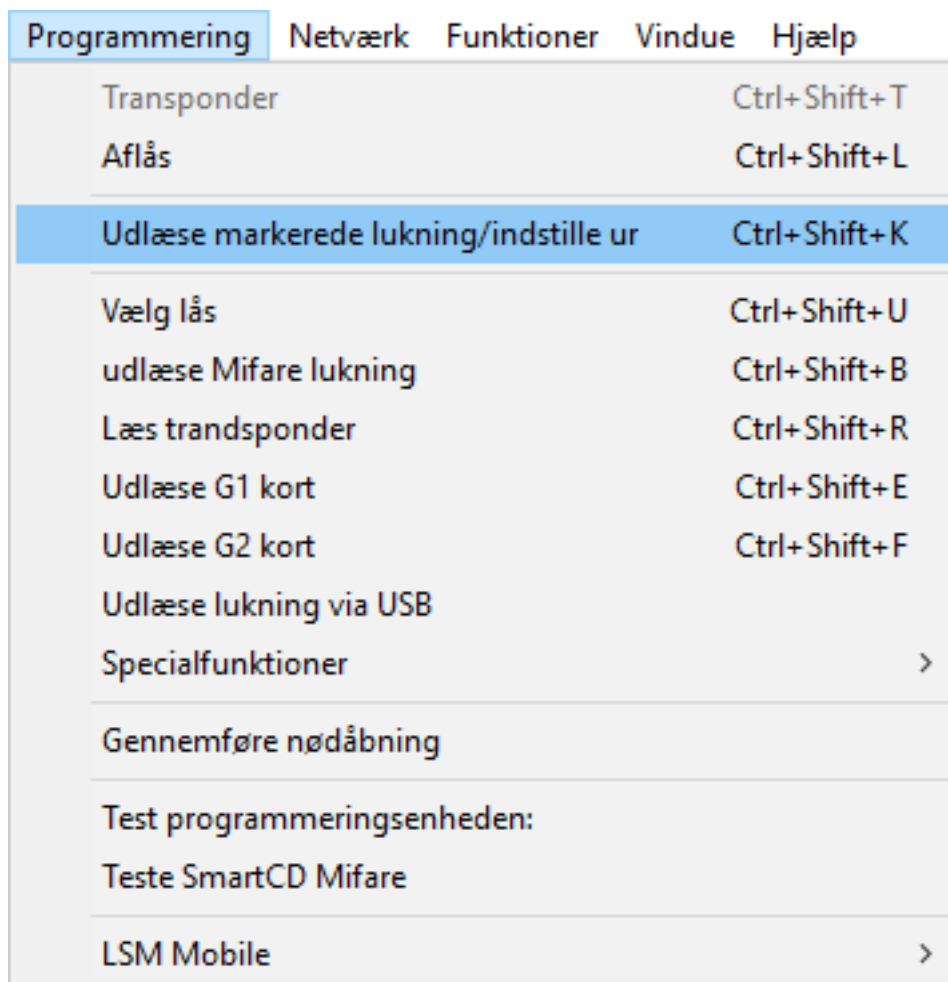 Programmering Netværk Funktioner Vindue Hjælp
Transponder Ctrl+Shift+T
Aflås Ctrl+Shift+L
Udlæse markerede lukning/indstille ur Ctrl+Shift+K
Vælg lås Ctrl+Shift+U
udlæse Mifare lukning Ctrl+Shift+B
Læs trandsponder Ctrl+Shift+R
Udlæse G1 kort Ctrl+Shift+E
Udlæse G2 kort Ctrl+Shift+F
Udlæse lukning via USB
Specialfunktioner
Gennemføre nødåbning
Test programmeringsenheden:
Teste SmartCD Mifare
LSM Mobile